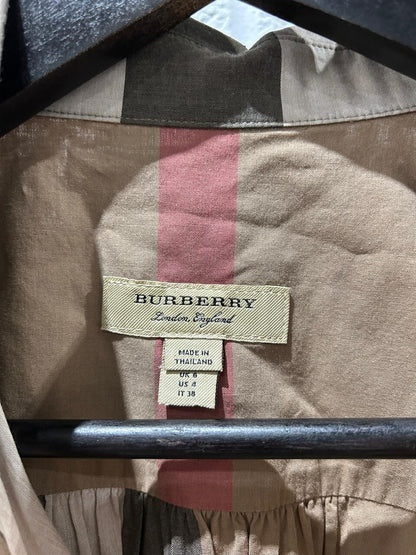 BURBERRY
London, England
MADE IN
THAILAND
UK 6
US 4
IT 38